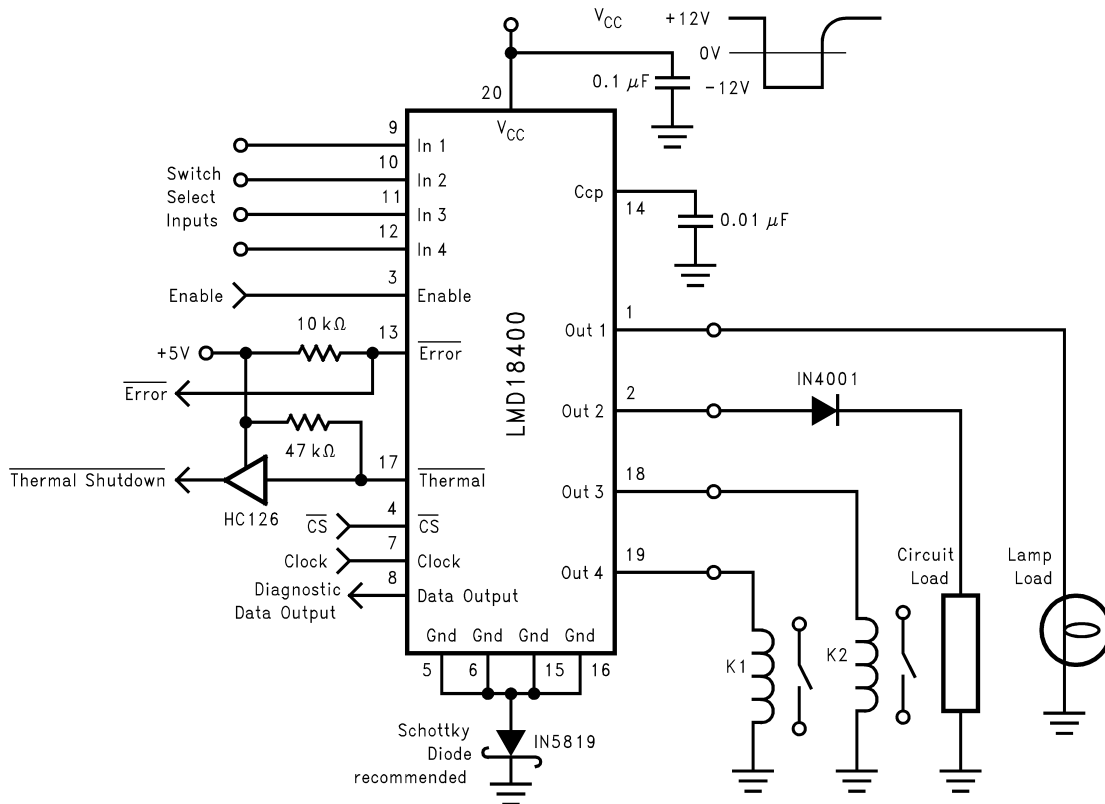 V_CC
+12V
0V
-12V
0.1 µF
20
V_CC
9
In 1
10
In 2
11
In 3
12
In 4
Switch
Select
Inputs
3
Enable
Enable
10 kΩ
13
+5V
Error
Error
47 kΩ
17
Thermal Shutdown
Thermal
HC126
4
CS
CS
7
Clock
Clock
8
Diagnostic
Data Output
Data Output
LMD18400
Ccp
14
0.01 µF
1
Out 1
2
Out 2
IN4001
18
Out 3
19
Out 4
Circuit
Load
Lamp
Load
K1
K2
Gnd Gnd Gnd Gnd
5 6 15 16
Schottky
Diode
recommended
IN5819